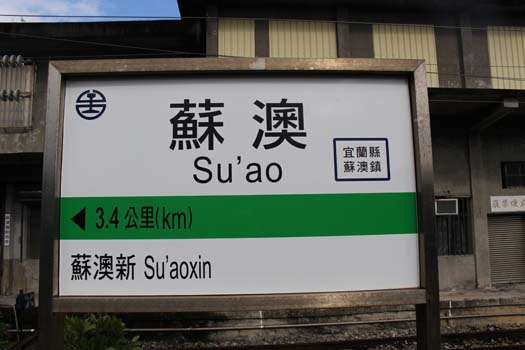 蘇澳
Su'ao
宜蘭縣
蘇澳鎮
◀ 3.4 公里(km)
蘇澳新 Su'aoxin